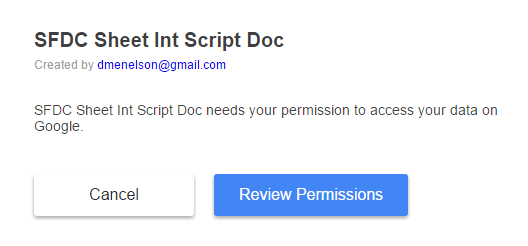 SFDC Sheet Int Script Doc
Created by dmenelson@gmail.com
SFDC Sheet Int Script Doc needs your permission to access your data on
Google.
Cancel Review Permissions